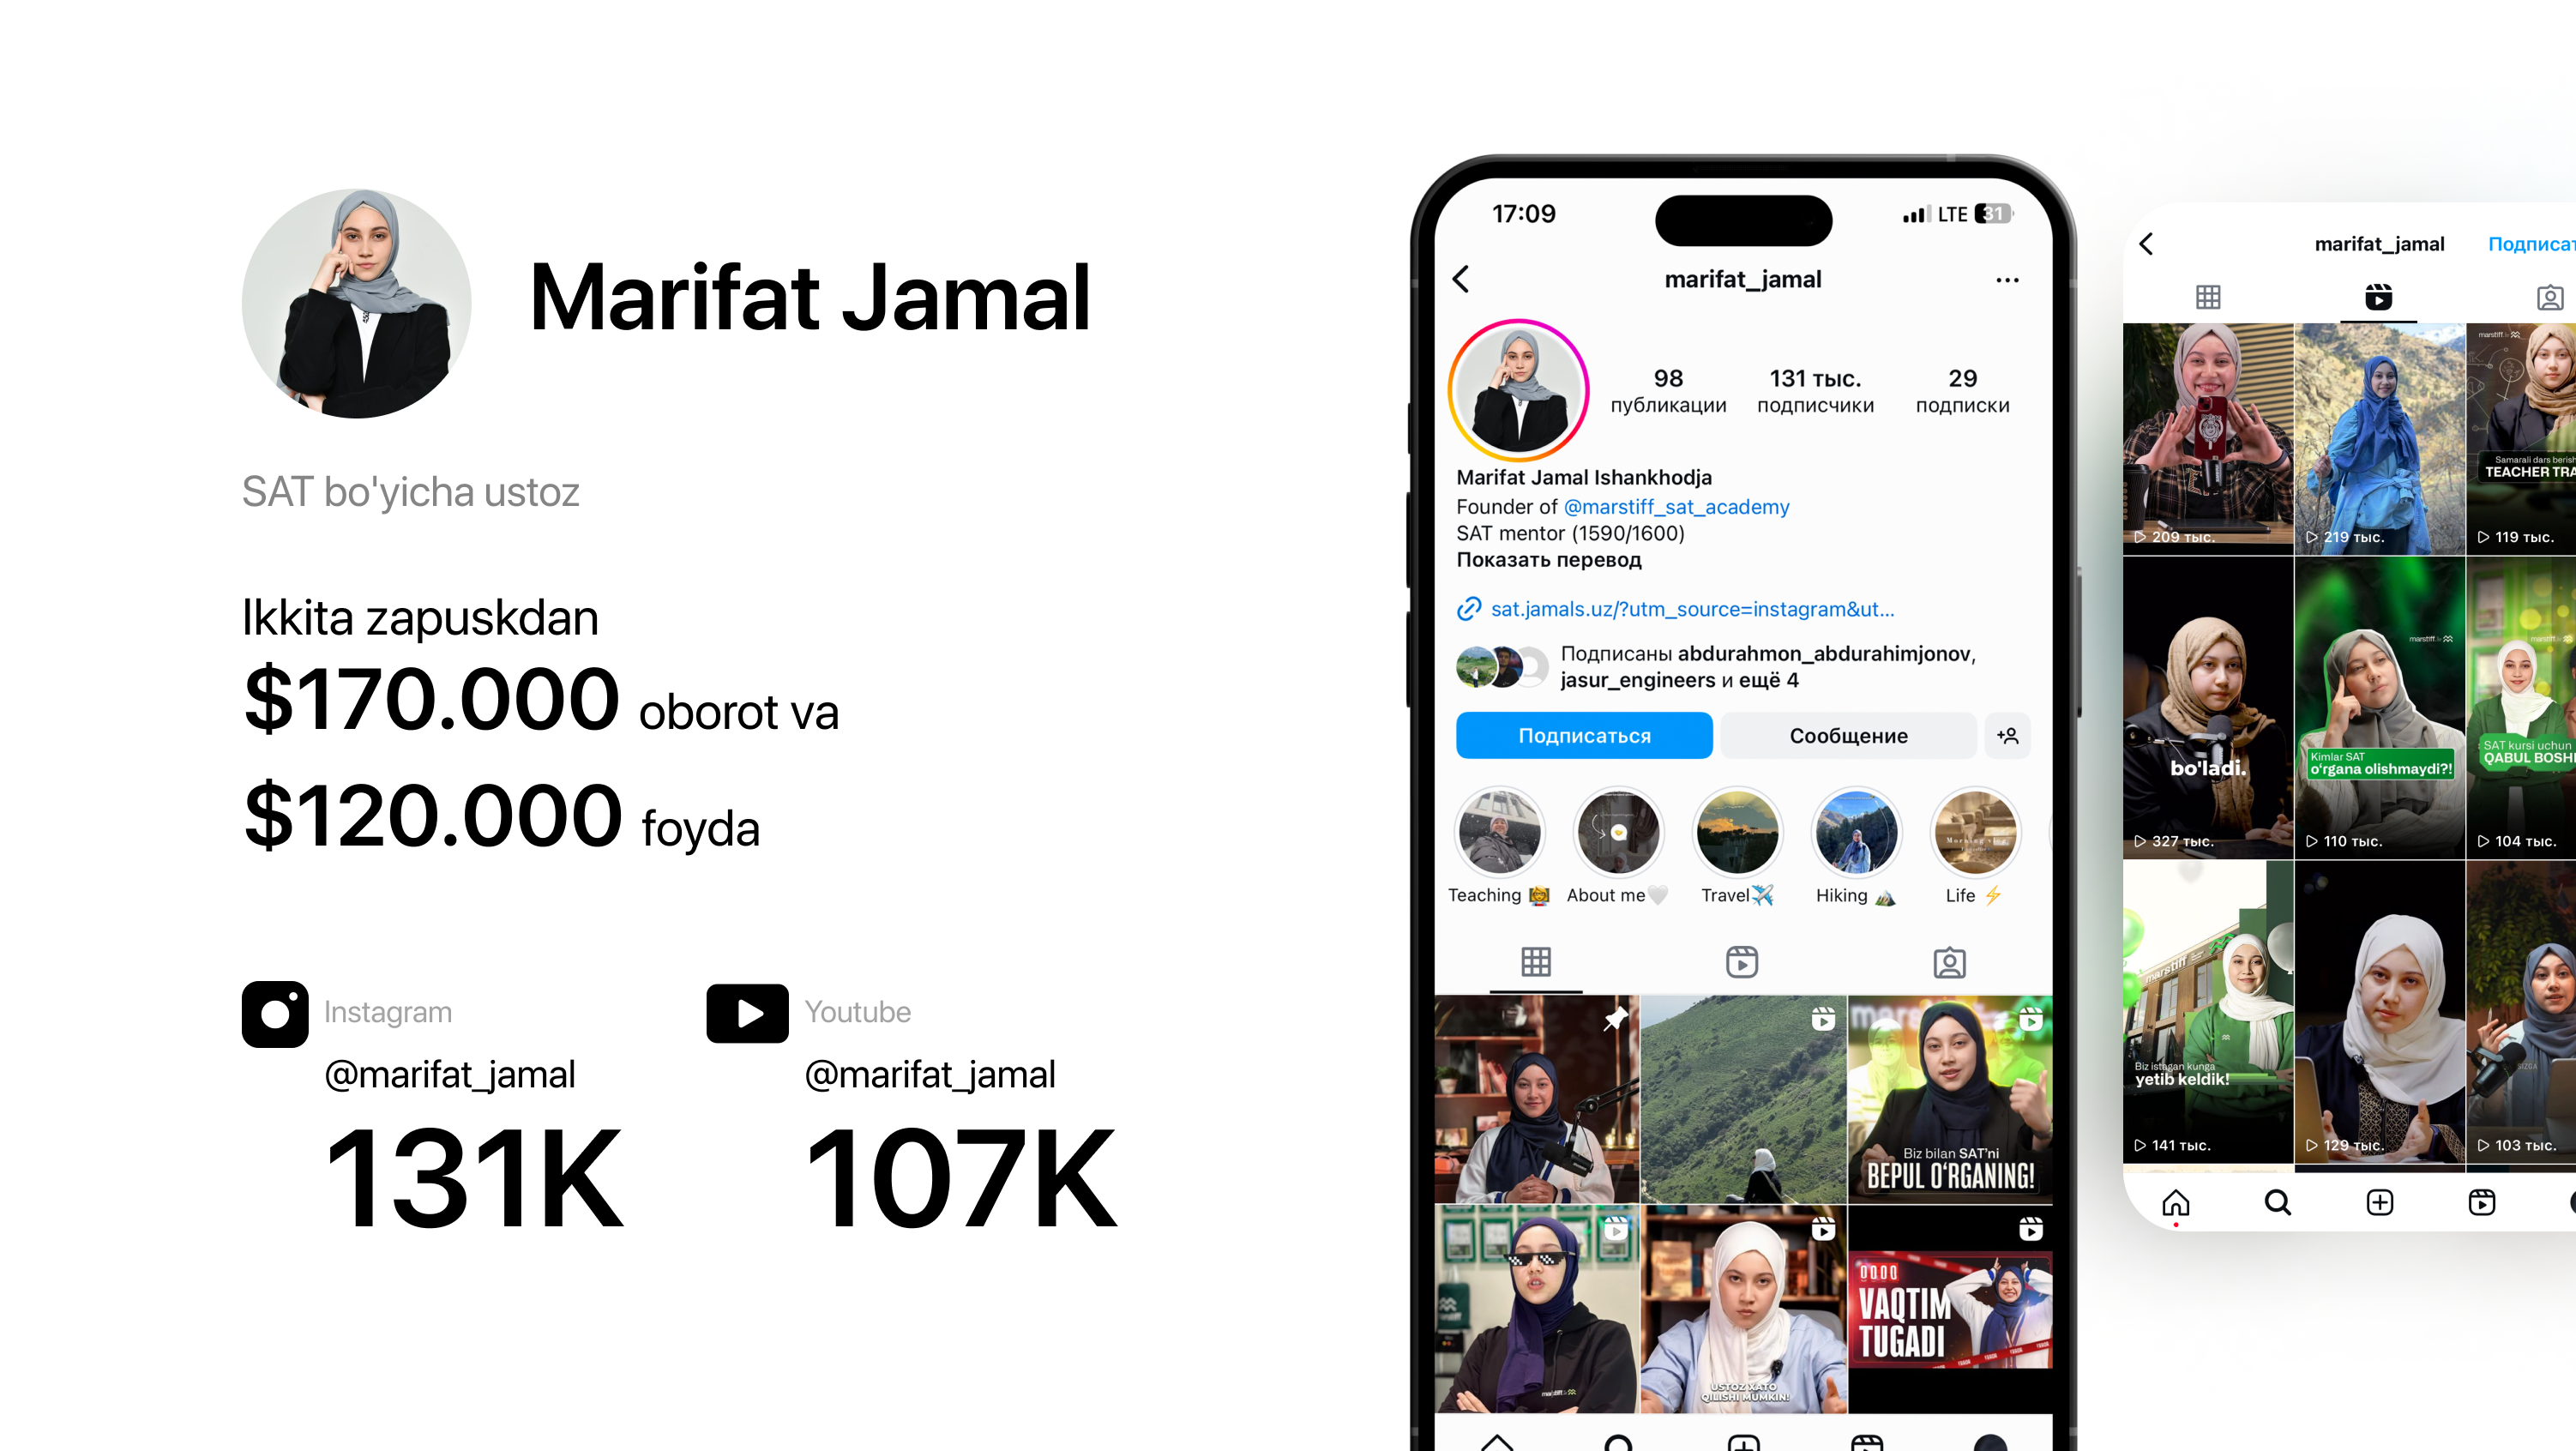 Marifat Jamal
SAT bo'yicha ustoz
Ikkita zapuskdan
$170.000 oborot va
$120.000 foyda
Instagram
@marifat_jamal
131K
Youtube
@marifat_jamal
107K
17:09
LTE 31
marifat_jamal
98
публикации
131 тыс.
подписчики
29
подписки
Marifat Jamal Ishankhodja
Founder of @marstiff_sat_academy
SAT mentor (1590/1600)
Показать перевод
sat.jamals.uz/?utm_source=instagram&ut...
Подписаны abdurahmon_abdurahimjonov,
jasur_engineers и ещё 4
Подписаться
Сообщение
Teaching
About me
Travel
Hiking
Life
Biz bilan SAT'ni
BEPUL O'RGANING!
USTOZ XATO
QILISHI MUMKIN!
VAQTIM
TUGADI
marifat_jamal
Подписат
209 тыс.
219 тыс.
marstiff
Samarali dars berish
TEACHER TRA
119 тыс.
bo'ladi.
327 тыс.
marstiff.
Kimlar SAT
o'rgana olishmaydi?!
110 тыс.
marstiff.
SAT kursi uchun
QABUL BOSHL
104 тыс.
marstiff
Biz istagan kunga
yetib keldik!
141 тыс.
129 тыс.
103 тыс.